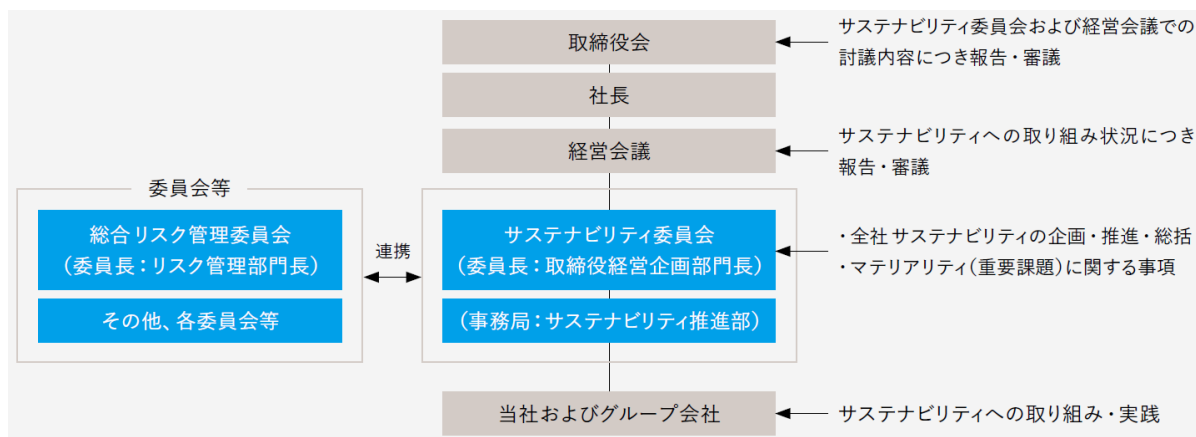 取締役会
サステナビリティ委員会および経営会議での
討議内容につき報告・審議
社長
経営会議
サステナビリティへの取り組み状況につき
報告・審議
委員会等
総合リスク管理委員会
(委員長:リスク管理部門長)
その他、各委員会等
連携
サステナビリティ委員会
(委員長:取締役経営企画部門長)
(事務局:サステナビリティ推進部)
・全社サステナビリティの企画・推進・総括
・マテリアリティ(重要課題)に関する事項
当社およびグループ会社
サステナビリティへの取り組み・実践